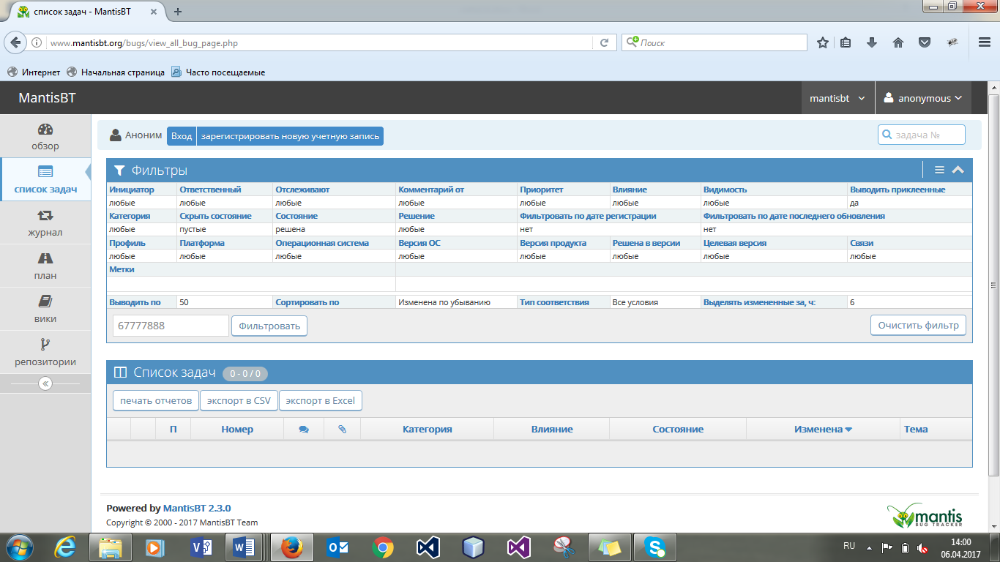 список задач - MantisBT
www.mantisbt.org/bugs/view_all_bug_page.php
Поиск
Интернет Начальная страница Часто посещаемые
MantisBT mantisbt anonymous
обзор
список задач
журнал
план
вики
репозитории
Аноним Вход зарегистрировать новую учетную запись задача №
Фильтры
Инициатор Ответственный Отслеживают Комментарий от Приоритет Влияние Видимость Выводить приклеенные
любые любые любые любые любые любые любые да
Категория Скрыть состояние Состояние Решение Фильтровать по дате регистрации Фильтровать по дате последнего обновления
любые пустые решена любые нет нет
Профиль Платформа Операционная система Версия ОС Версия продукта Решена в версии Целевая версия Связи
любые любые любые любые любые любые любые любые
Метки
Выводить по 50 Сортировать по Изменена по убыванию Тип соответствия Все условия Выделять измененные за, ч: 6
67777888 Фильтровать Очистить фильтр
Список задач 0 - 0 / 0
печать отчетов экспорт в CSV экспорт в Excel
П Номер Категория Влияние Состояние Изменена Тема
Powered by MantisBT 2.3.0
Copyright © 2000 - 2017 MantisBT Team
mantis
BUG TRACKER
RU 14:00
06.04.2017